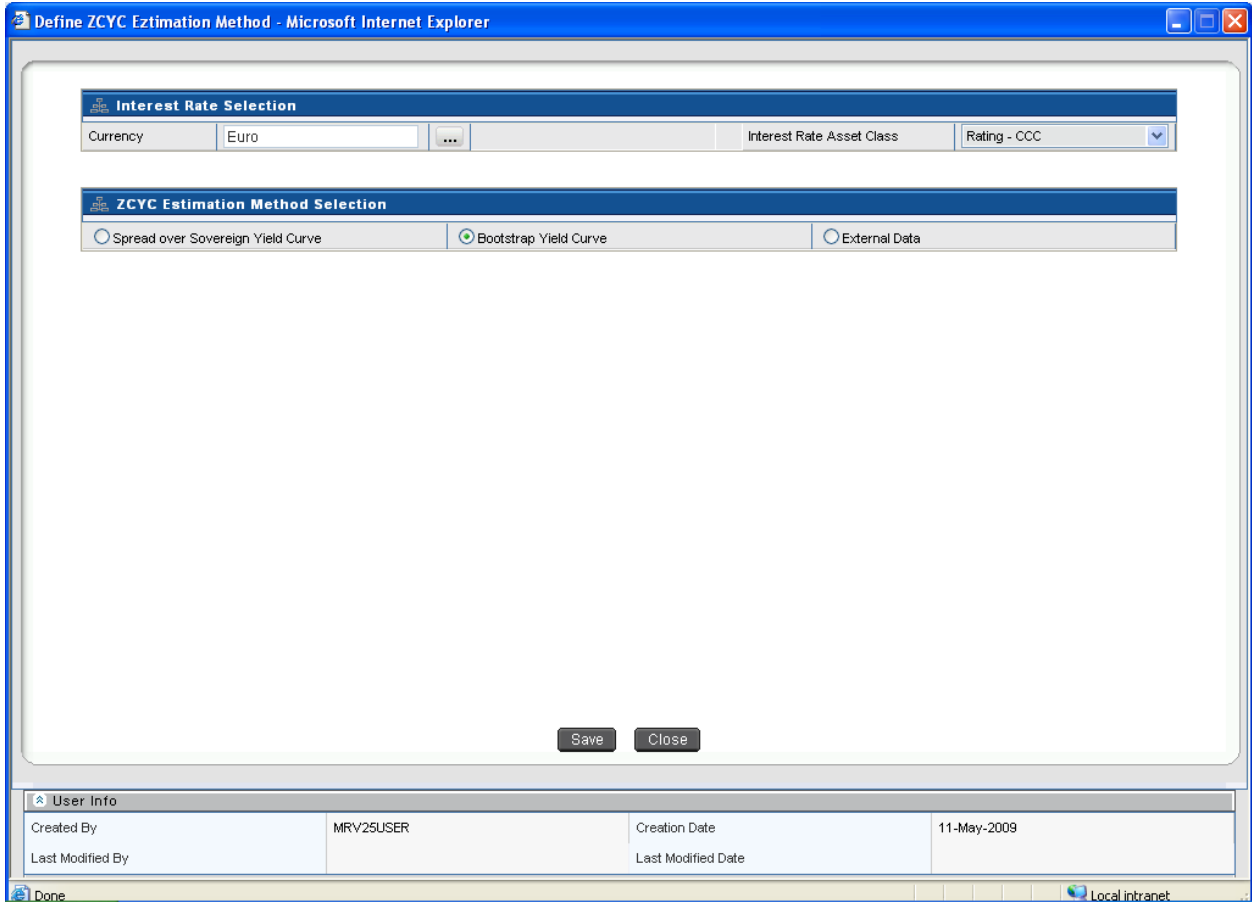 Define ZCYC Eztimation Method - Microsoft Internet Explorer
Interest Rate Selection
Currency Euro ... Interest Rate Asset Class Rating - CCC
ZCYC Estimation Method Selection
Spread over Sovereign Yield Curve Bootstrap Yield Curve External Data
Save Close
User Info
Created By MRV25USER Creation Date 11-May-2009
Last Modified By Last Modified Date
Done Local intranet